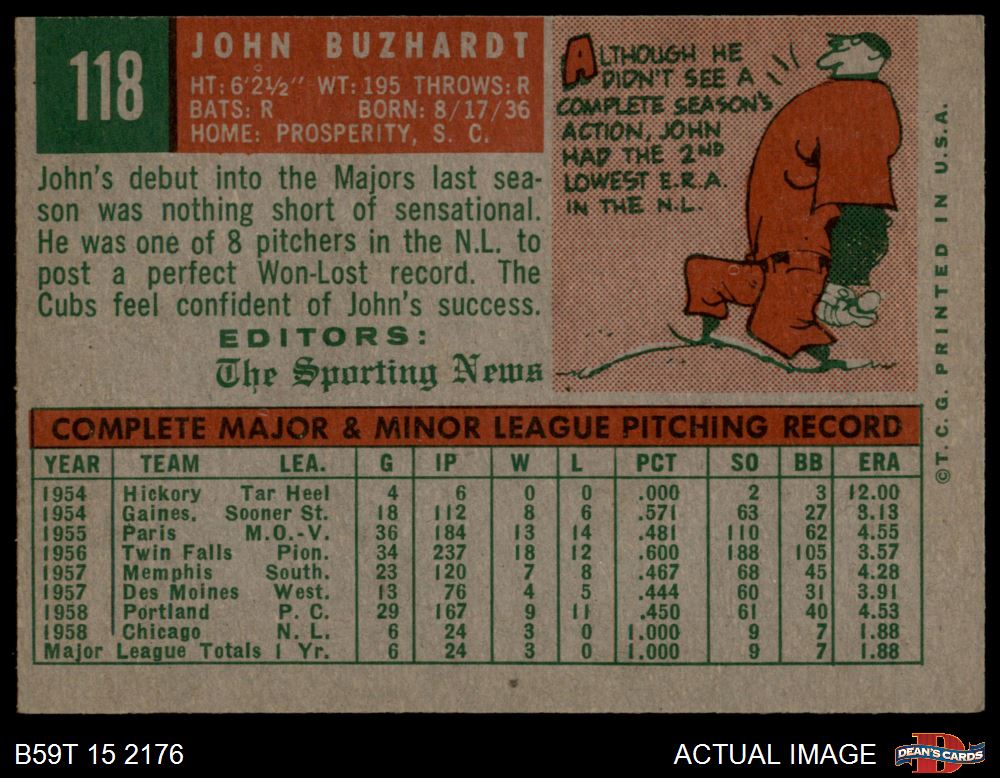 118
JOHN BUZHARDT
HT: 6'2½" WT: 195 THROWS: R
BATS: R BORN: 8/17/36
HOME: PROSPERITY, S. C.
John's debut into the Majors last sea-
son was nothing short of sensational.
He was one of 8 pitchers in the N.L. to
post a perfect Won-Lost record. The
Cubs feel confident of John's success.
EDITORS:
The Sporting News
ALTHOUGH HE
DIDN'T SEE A
COMPLETE SEASON'S
ACTION, JOHN
HAD THE 2ND
LOWEST E.R.A.
IN THE N.L.
©T.C.G. PRINTED IN U.S.A.
COMPLETE MAJOR & MINOR LEAGUE PITCHING RECORD
YEAR TEAM LEA. G IP W L PCT SO BB ERA
1954 Hickory Tar Heel 4 6 0 0 .000 2 3 12.00
1954 Gaines. Sooner St. 18 112 8 6 .571 63 27 3.13
1955 Paris M.O.-V. 36 184 13 14 .481 110 62 4.55
1956 Twin Falls Pion. 34 237 18 12 .600 188 105 3.57
1957 Memphis South. 23 120 7 8 .467 68 45 4.28
1957 Des Moines West. 13 76 4 5 .444 60 31 3.91
1958 Portland P. C. 29 167 9 11 .450 61 40 4.53
1958 Chicago N. L. 6 24 3 0 1.000 9 7 1.88
Major League Totals 1 Yr. 6 24 3 0 1.000 9 7 1.88
B59T 15 2176
ACTUAL IMAGE
DEAN'S CARDS